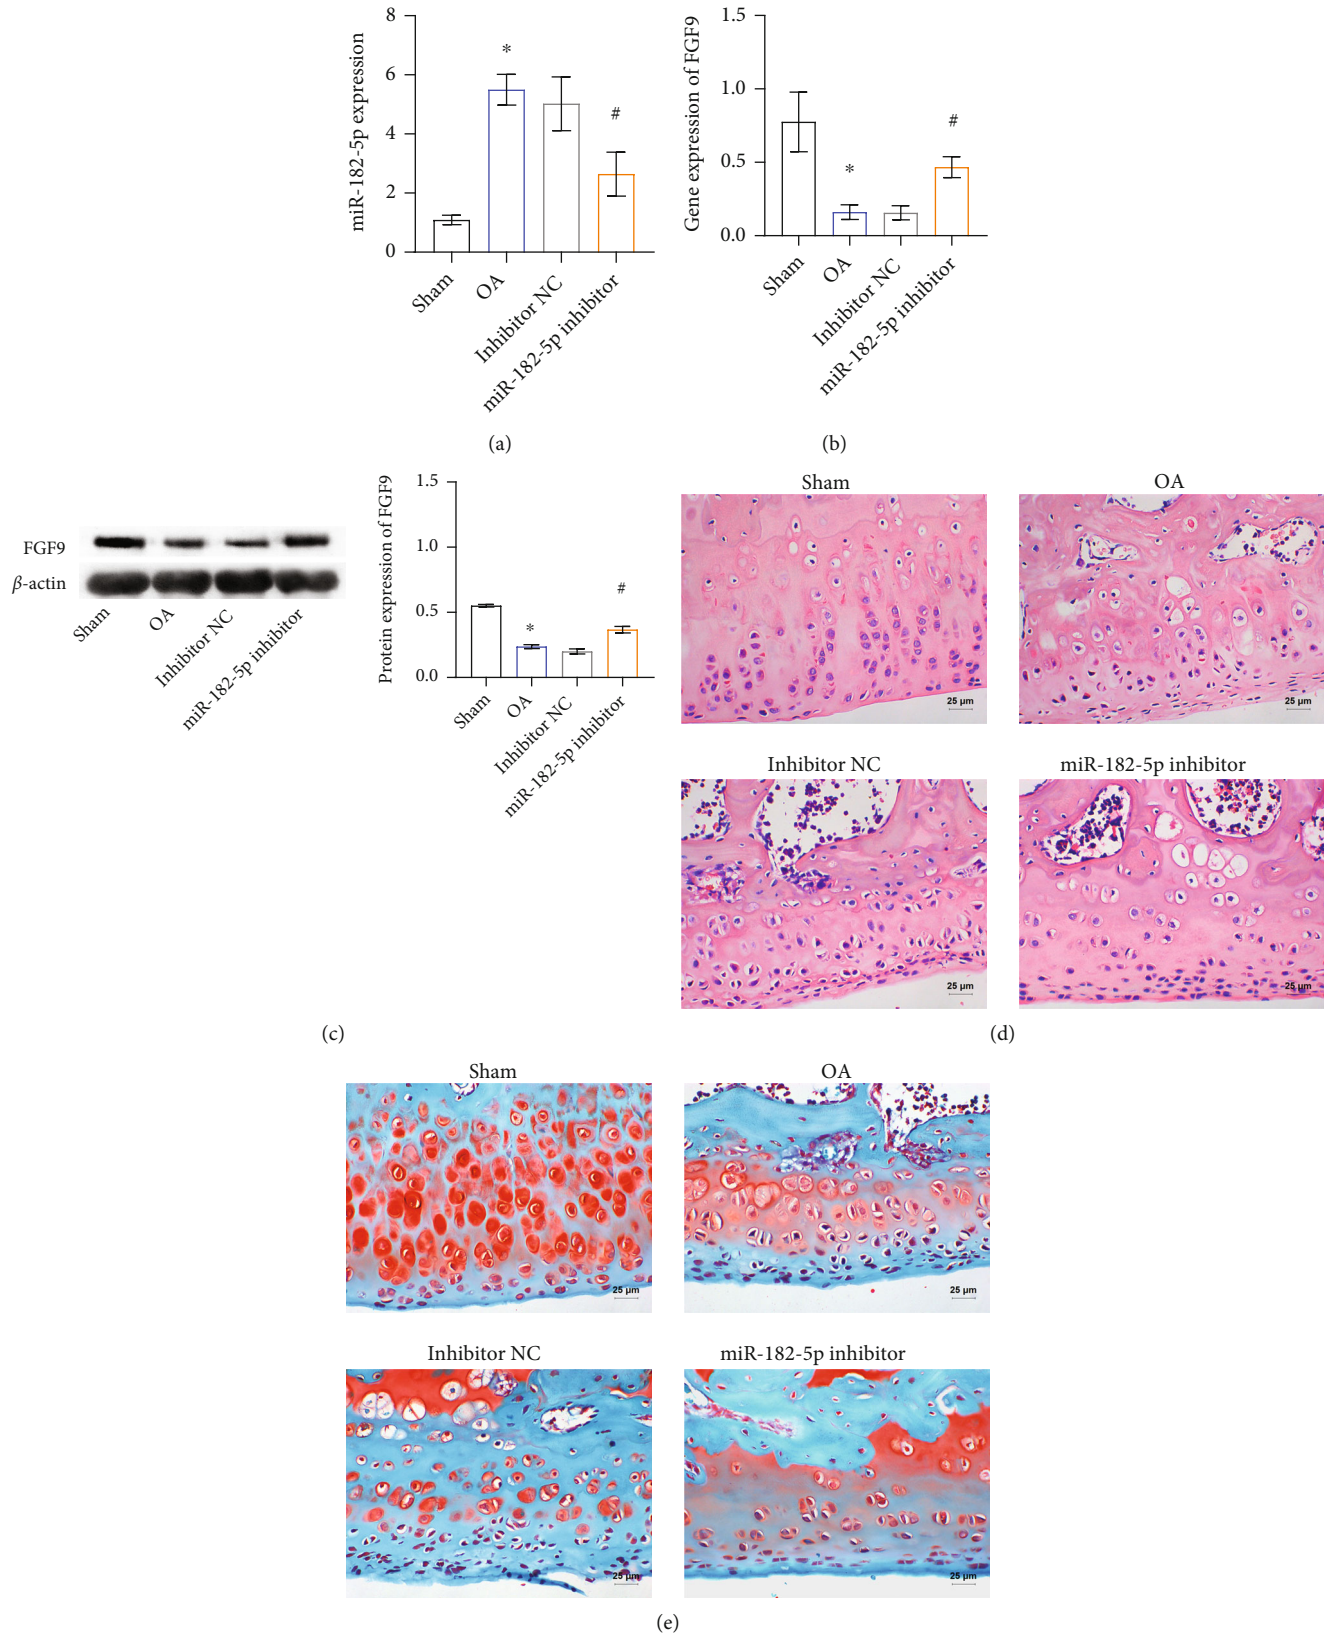 miR-182-5p expression
8
6
4
2
0
*
#
Sham
OA
Inhibitor NC
miR-182-5p inhibitor
(a)
Gene expression of FGF9
1.5
1.0
0.5
0.0
*
#
Sham
OA
Inhibitor NC
miR-182-5p inhibitor
(b)
FGF9
β-actin
Sham
OA
Inhibitor NC
miR-182-5p inhibitor
Protein expression of FGF9
1.5
1.0
0.5
0.0
*
#
Sham
OA
Inhibitor NC
miR-182-5p inhibitor
(c)
Sham
25 μm
OA
25 μm
Inhibitor NC
25 μm
miR-182-5p inhibitor
25 μm
(d)
Sham
25 μm
OA
25 μm
Inhibitor NC
25 μm
miR-182-5p inhibitor
25 μm
(e)